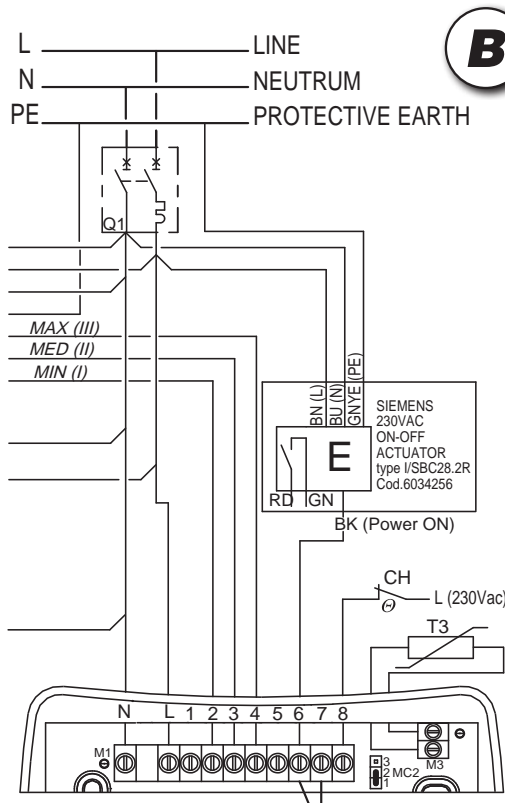 L LINE
B
N NEUTRUM
PE PROTECTIVE EARTH
Q1
MAX (III)
MED (II)
MIN (I)
BN (L)
BU (N)
GNYE (PE)
SIEMENS
230VAC
ON-OFF
ACTUATOR
type I/SBC28.2R
Cod.6034256
E
RD GN
BK (Power ON)
CH
Θ
L (230Vac)
T3
N L 1 2 3 4 5 6 7 8
M1
3
2
1
MC2
M3